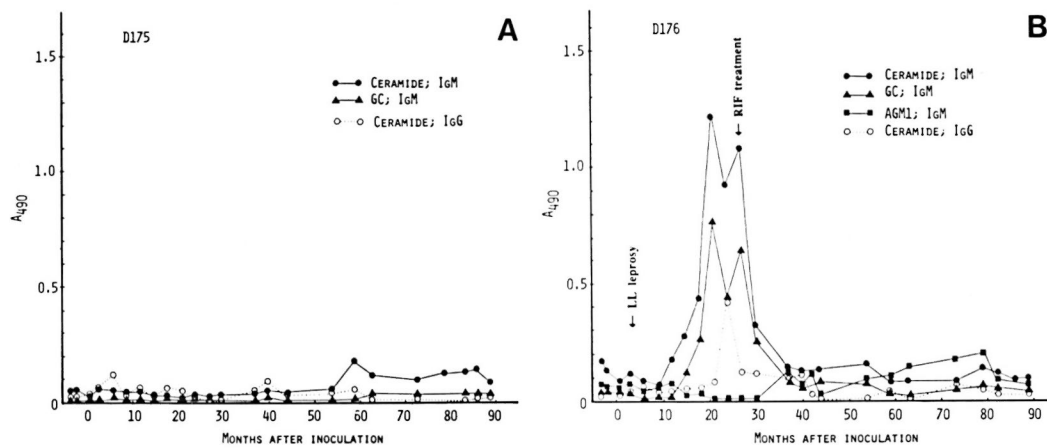 D175
A
CERAMIDE; IGM
GC; IGM
CERAMIDE; IGG
1.5
1.0
0.5
0
A490
0 10 20 30 40 50 60 70 80 90
MONTHS AFTER INOCULATION
D176
B
CERAMIDE; IGM
GC; IGM
AGM1; IGM
CERAMIDE; IGG
← LL leprosy
← RIF treatment
1.5
1.0
0.5
0
A490
0 10 20 30 40 50 60 70 80 90
MONTHS AFTER INOCULATION